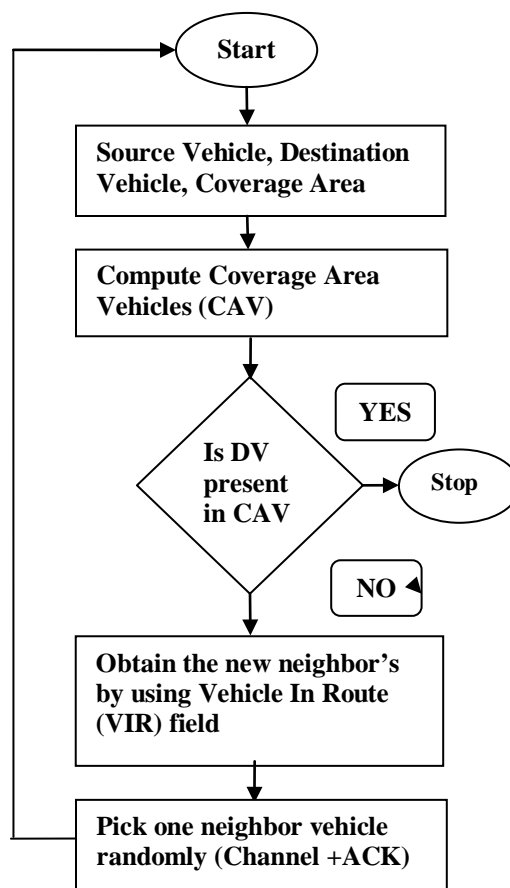 Start
Source Vehicle, Destination
Vehicle, Coverage Area
Compute Coverage Area
Vehicles (CAV)
YES
Is DV
present
in CAV
Stop
NO
Obtain the new neighbor's
by using Vehicle In Route
(VIR) field
Pick one neighbor vehicle
randomly (Channel +ACK)